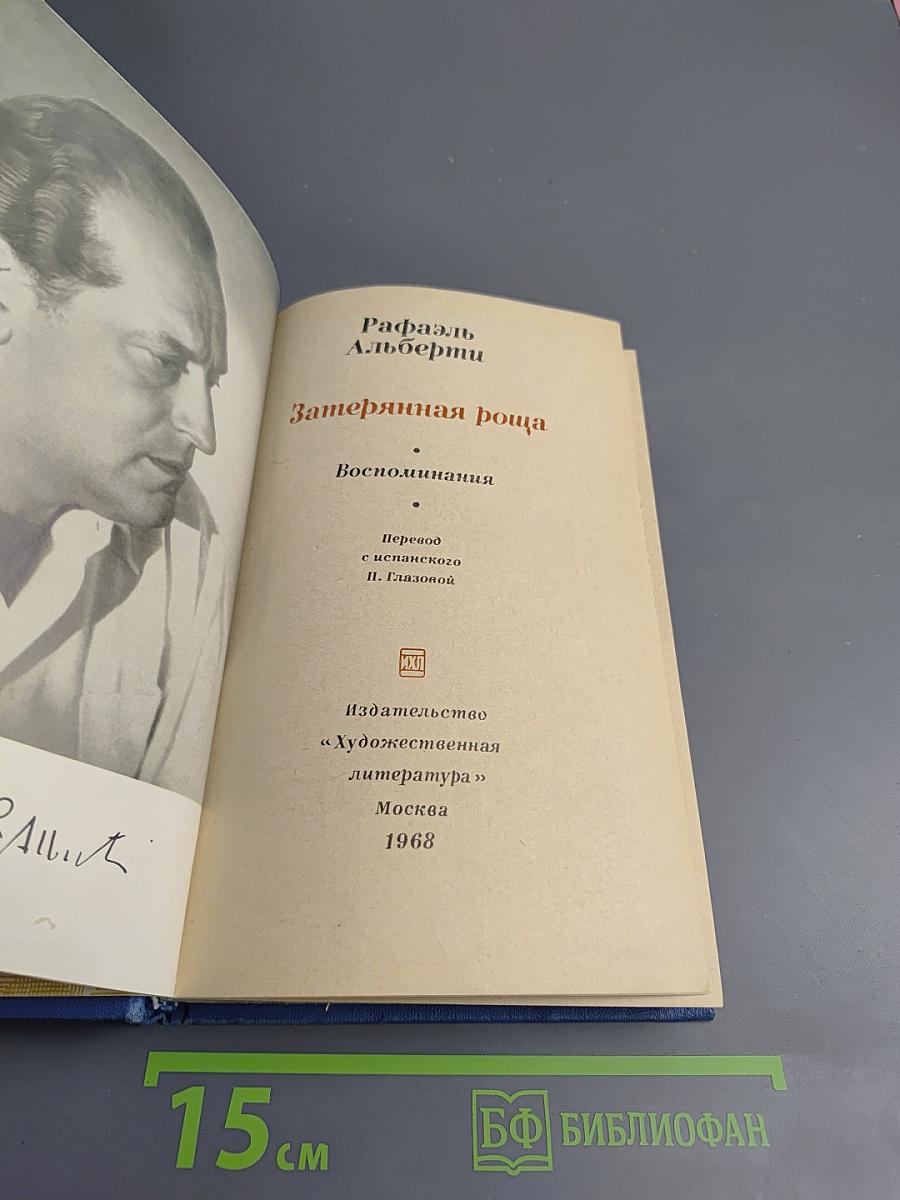 Рафаэль
Альберти
Затерянная роща
Воспоминания
Перевод
с испанского
Н. Глазовой
ИХЛ
Издательство
«Художественная
литература»
Москва
1968
15 см
БФ БИБЛИОФАН